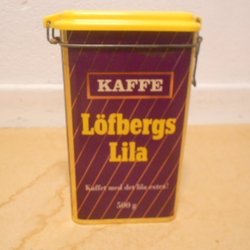 KAFFE
Löfbergs
Lila
Kaffet med det lila extra!
500 g